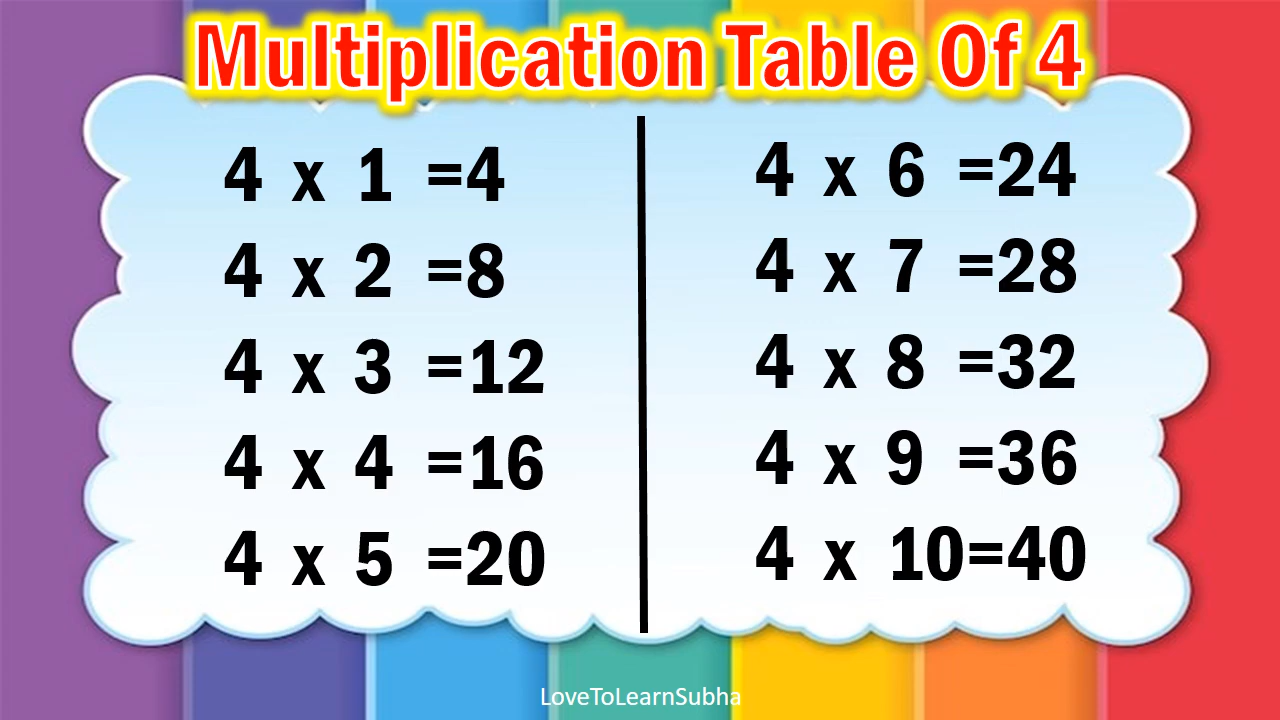 Multiplication Table Of 4
4 x 1 =4
4 x 2 =8
4 x 3 =12
4 x 4 =16
4 x 5 =20
4 x 6 =24
4 x 7 =28
4 x 8 =32
4 x 9 =36
4 x 10=40
LoveToLearnSubha